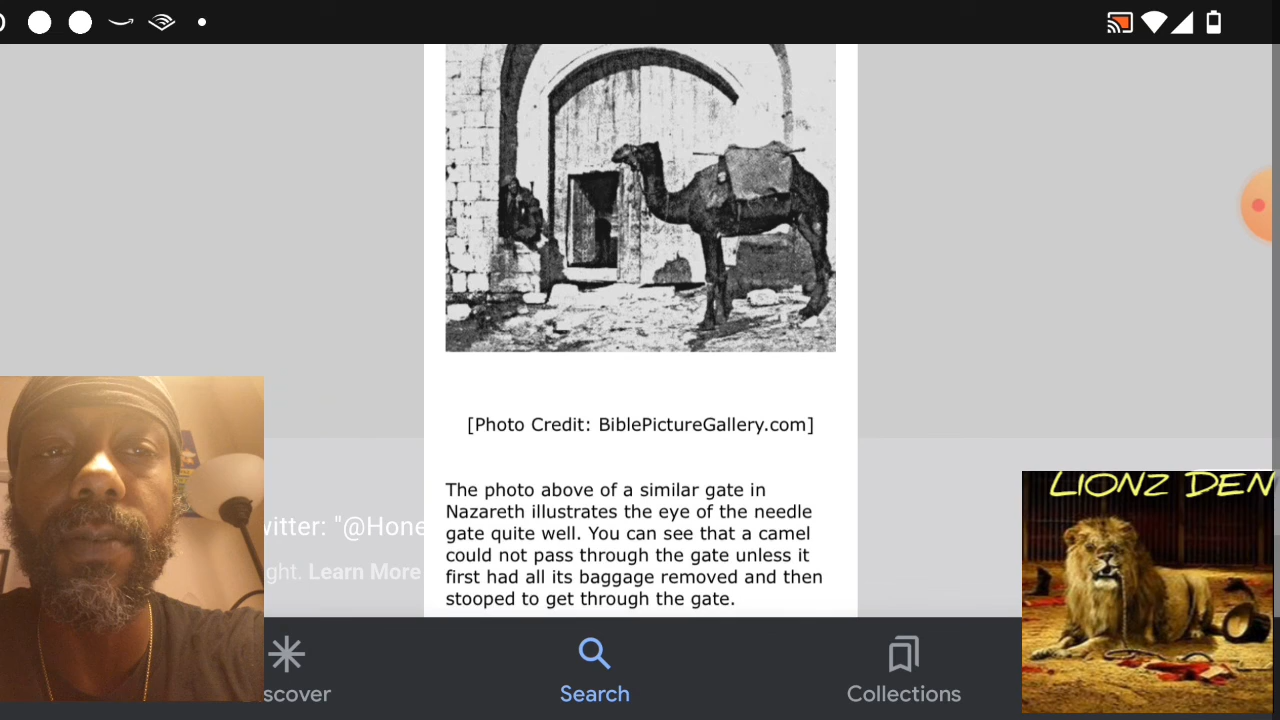 LIONZ DEN
[Photo Credit: BiblePictureGallery.com]
The photo above of a similar gate in
Nazareth illustrates the eye of the needle
gate quite well. You can see that a camel
could not pass through the gate unless it
first had all its baggage removed and then
stooped to get through the gate.
witter: "@Hone
ght. Learn More
scover
Search
Collections